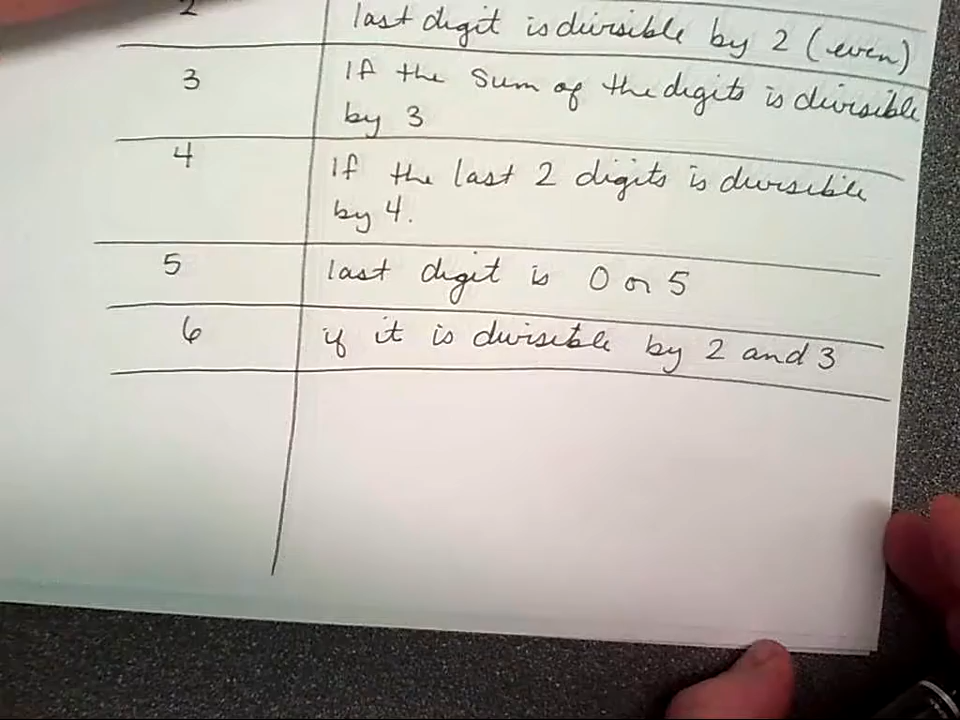 2 last digit is divisible by 2 (even)
3 If the sum of the digits is divisible
by 3
4 If the last 2 digits is divisible
by 4.
5 last digit is 0 or 5
6 if it is divisible by 2 and 3